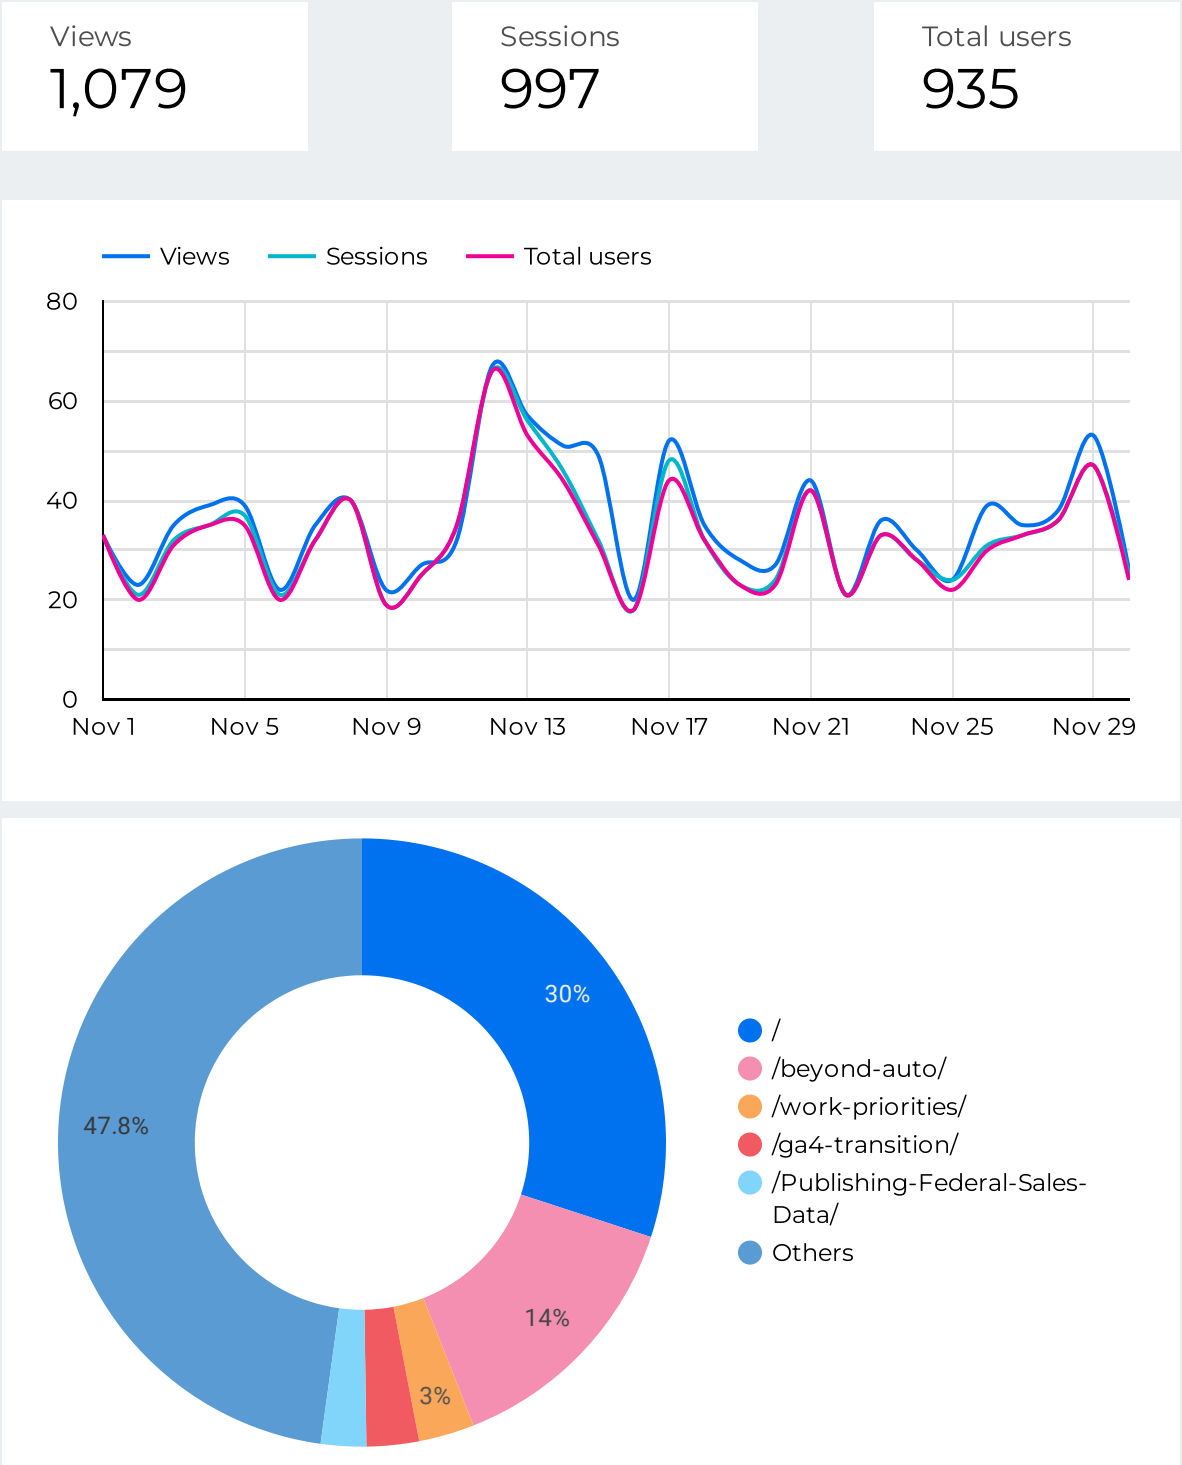 Views
1,079
Sessions
997
Total users
935
Views
Sessions
Total users
80
60
40
20
0
Nov 1
Nov 5
Nov 9
Nov 13
Nov 17
Nov 21
Nov 25
Nov 29
30%
47.8%
14%
3%
/
/beyond-auto/
/work-priorities/
/ga4-transition/
/Publishing-Federal-Sales-
Data/
Others